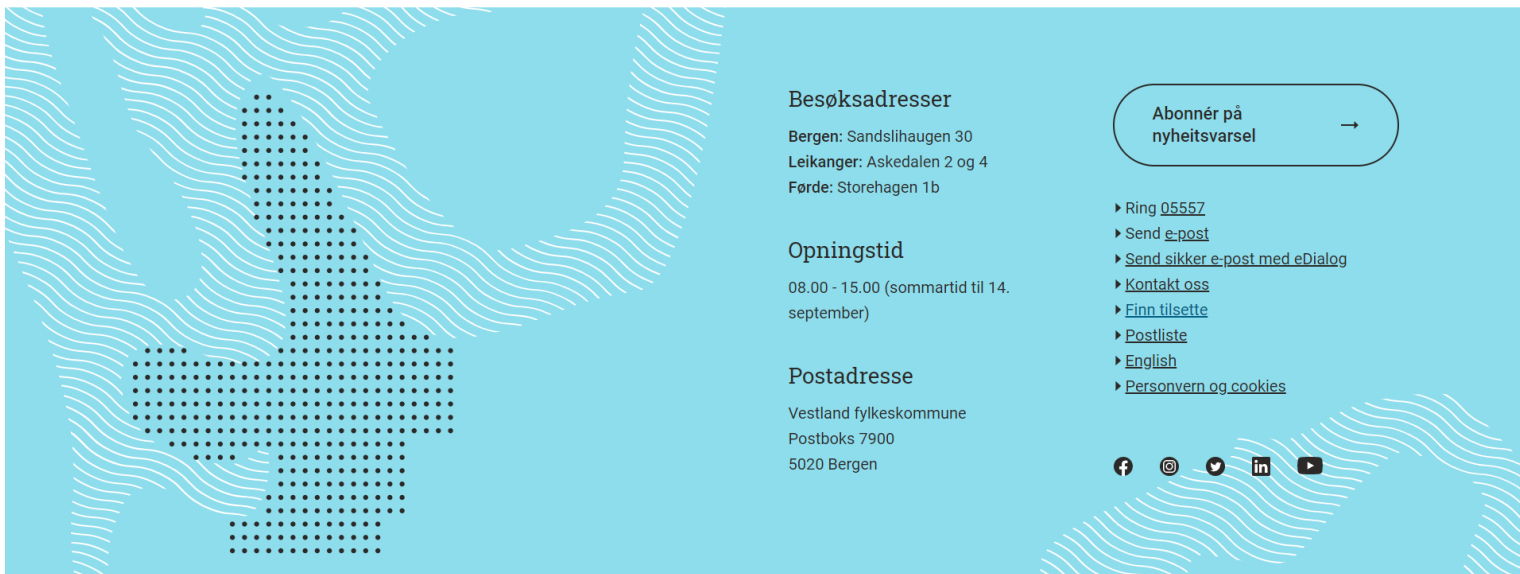 Besøksadresser
Bergen: Sandslihaugen 30
Leikanger: Askedalen 2 og 4
Førde: Storehagen 1b
Opningstid
08.00 - 15.00 (sommartid til 14.
september)
Postadresse
Vestland fylkeskommune
Postboks 7900
5020 Bergen
Abonnér på
nyheitsvarsel
Ring 05557
Send e-post
Send sikker e-post med eDialog
Kontakt oss
Finn tilsette
Postliste
English
Personvern og cookies